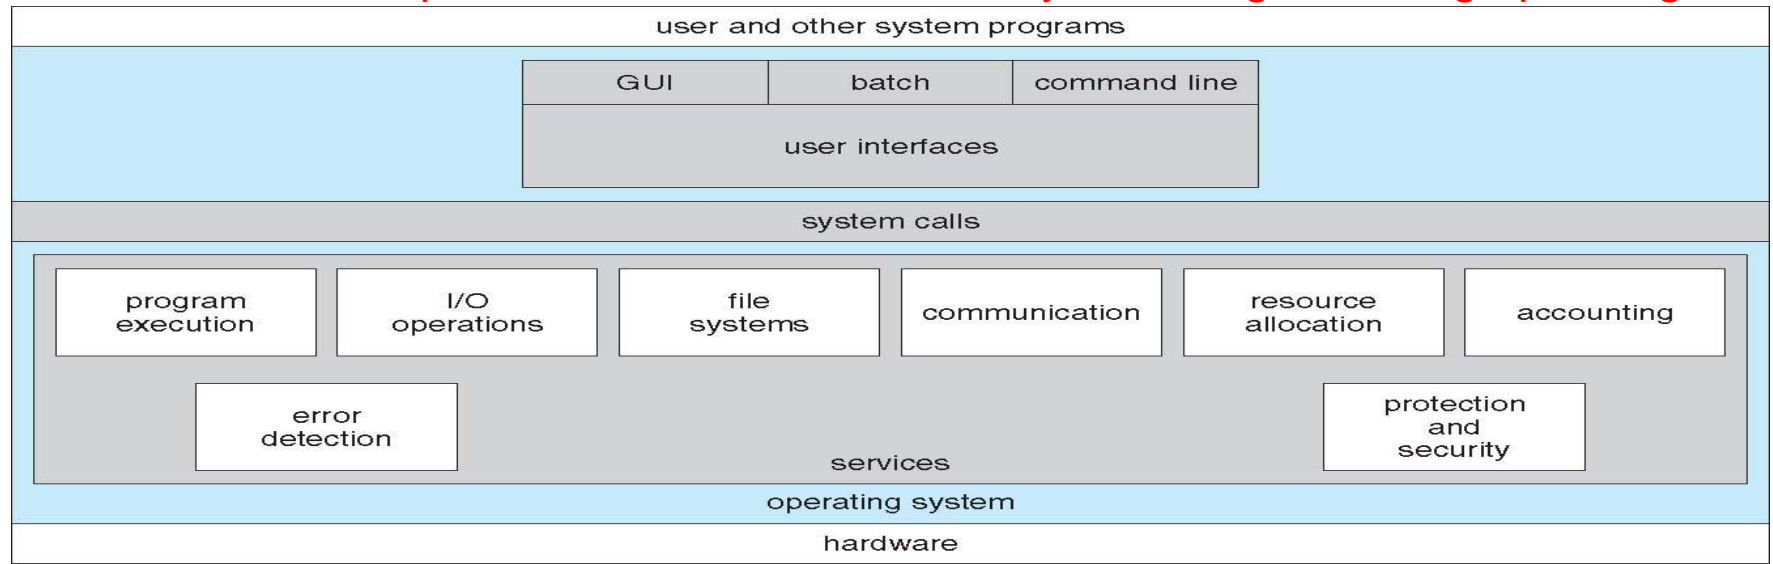 user and other system programs
GUI
batch
command line
user interfaces
system calls
program
execution
I/O
operations
file
systems
communication
resource
allocation
accounting
error
detection
protection
and
security
services
operating system
hardware